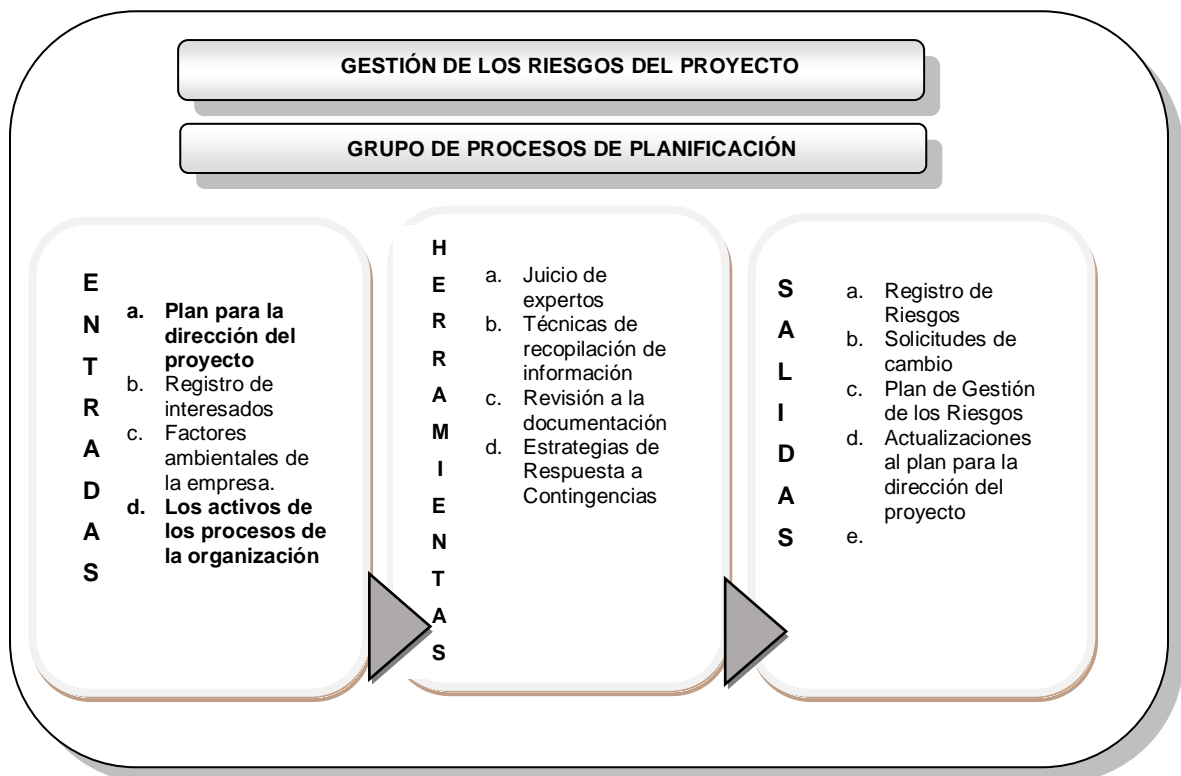 GESTIÓN DE LOS RIESGOS DEL PROYECTO
GRUPO DE PROCESOS DE PLANIFICACIÓN
E
N
T
R
A
D
A
S
a. Plan para la
dirección del
proyecto
b. Registro de
interesados
c. Factores
ambientales de
la empresa.
d. Los activos de
los procesos de
la organización
H
E
R
R
A
M
I
E
N
T
A
S
a. Juicio de
expertos
b. Técnicas de
recopilación de
información
c. Revisión a la
documentación
d. Estrategias de
Respuesta a
Contingencias
S
A
L
I
D
A
S
a. Registro de
Riesgos
b. Solicitudes de
cambio
c. Plan de Gestión
de los Riesgos
d. Actualizaciones
al plan para la
dirección del
proyecto
e.